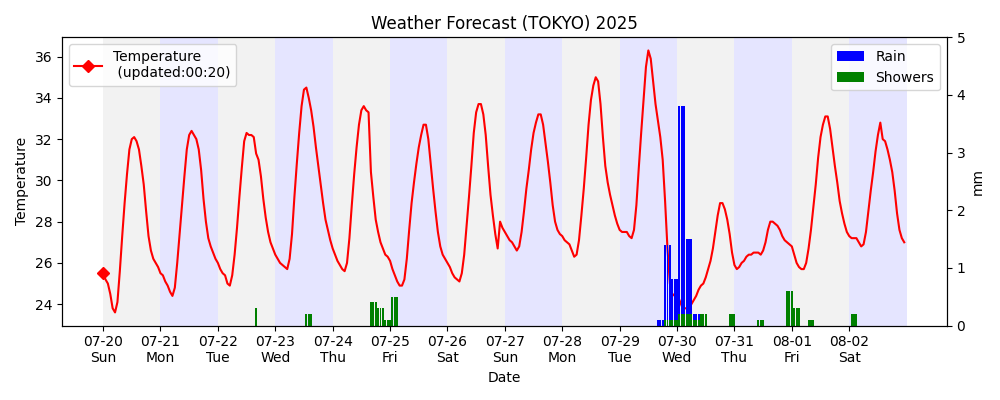 Weather Forecast (TOKYO) 2025
Temperature
(updated:00:20)
Rain
Showers
36
34
32
30
28
26
24
Temperature
5
4
3
2
1
0
mm
07-20 07-21 07-22 07-23 07-24 07-25 07-26 07-27 07-28 07-29 07-30 07-31 08-01 08-02
Sun Mon Tue Wed Thu Fri Sat Sun Mon Tue Wed Thu Fri Sat
Date